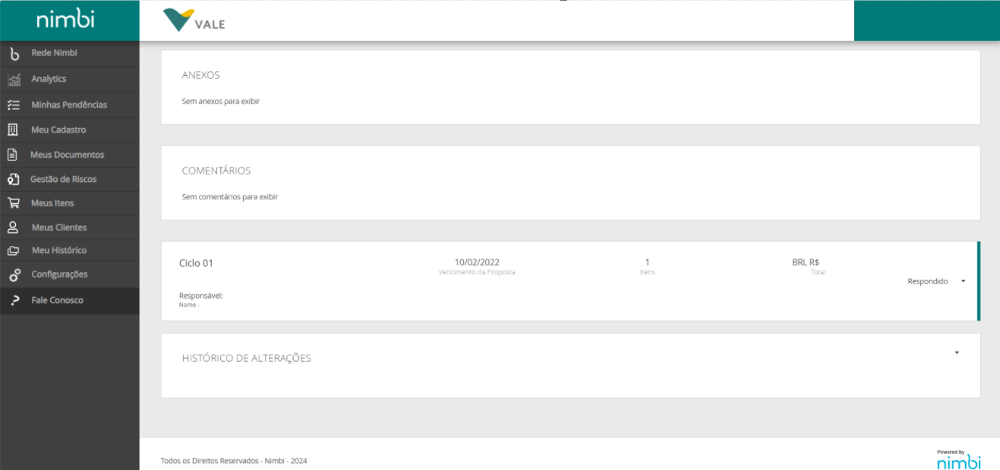 nimbi
VALE
Rede Nimbi
Analytics
Minhas Pendências
Meu Cadastro
Meus Documentos
Gestão de Riscos
Meus Itens
Meus Clientes
Meu Histórico
Configurações
Fale Conosco
ANEXOS
Sem anexos para exibir
COMENTÁRIOS
Sem comentários para exibir
Ciclo 01
10/02/2022
Vencimento da Proposta
1
Itens
BRL R$
Total
Respondido
Responsável:
Nome -
HISTÓRICO DE ALTERAÇÕES
Todos os Direitos Reservados - Nimbi - 2024
Powered by
nimbi